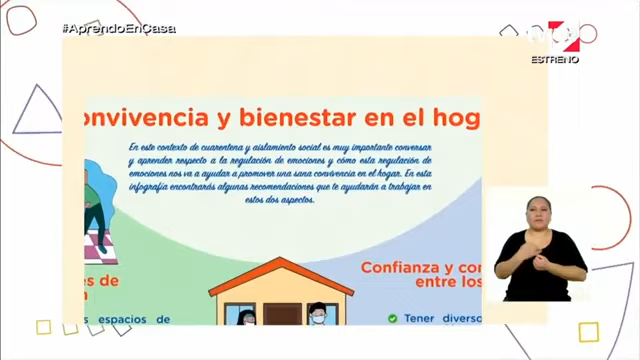 #AprendoEnCasa
ESTRENO
onvivencia y bienestar en el hog
En este contexto de cuarentena y aislamiento social es muy importante conversar
y aprender respecto a la regulación de emociones y cómo esta regulación de
emociones nos va a ayudar a promover una sana convivencia en el hogar. En esta
infografía encontrarás algunas recomendaciones que te ayudarán a trabajar en
estos dos aspectos.
es de
n
s espacios de
Confianza y con
entre los
Tener diverso